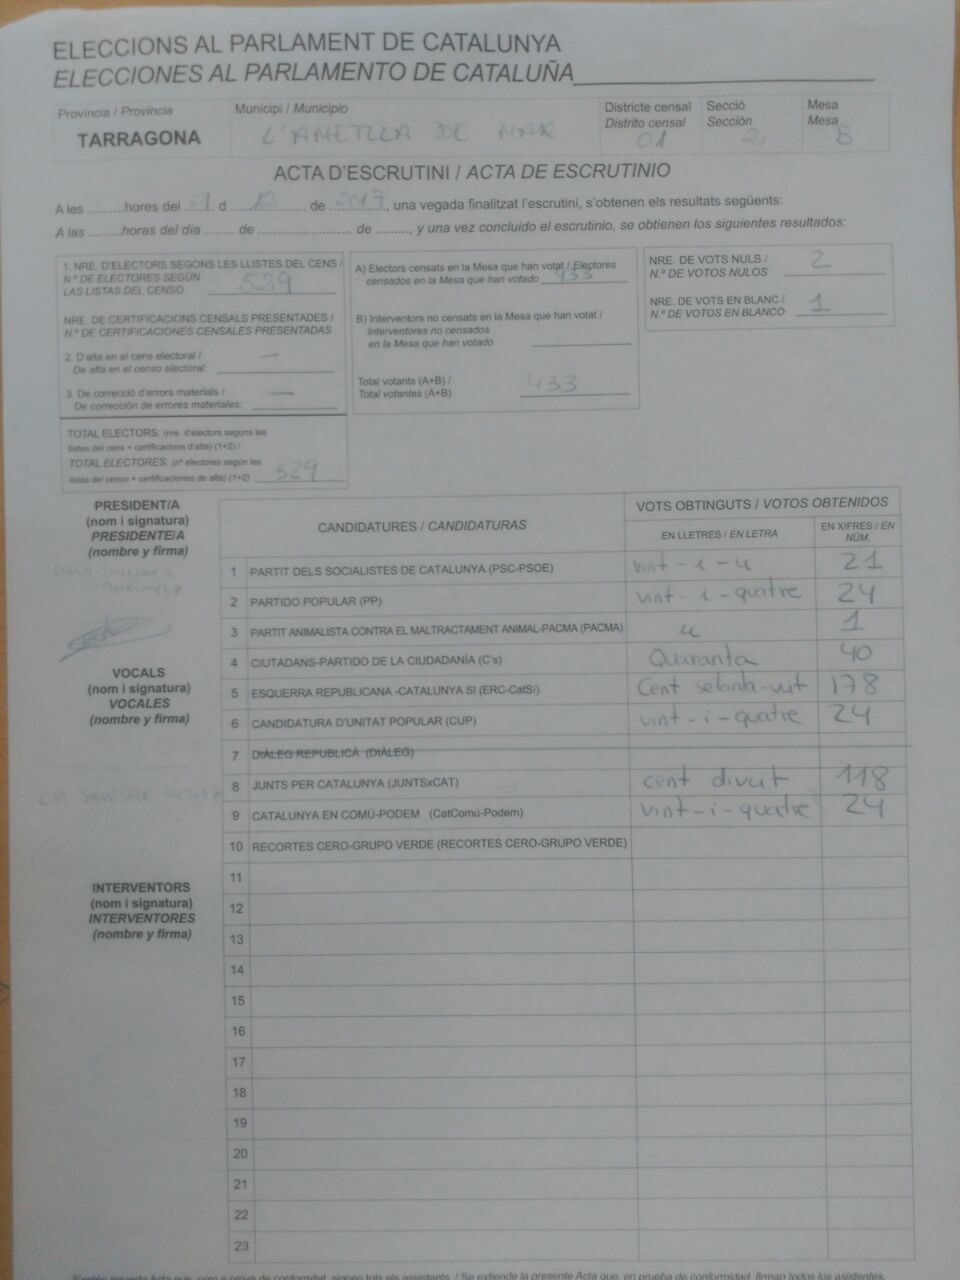 ELECCIONS AL PARLAMENT DE CATALUNYA
ELECCIONES AL PARLAMENTO DE CATALUÑA
Provincia / Provincia
TARRAGONA
Municipi / Municipio
L'AMETLLA DE MAR
Districte censal
Distrito censal
01
Secció
Sección
2
Mesa
Mesa
B
ACTA D'ESCRUTINI / ACTA DE ESCRUTINIO
A les ..........hores del 21 d 12 de 2017, una vegada finalitzat l'escrutini, s'obtenen els resultats següents:
A las ..........horas del día ........ de ........................ de .........., y una vez concluido el escrutinio, se obtienen los siguientes resultados:
1. NRE. D'ELECTORS SEGONS LES LLISTES DEL CENS /
N.º DE ELECTORES SEGÚN
LAS LISTAS DEL CENSO 529
NRE. DE CERTIFICACIONS CENSALS PRESENTADES /
N.º DE CERTIFICACIONES CENSALES PRESENTADAS
2. D'alta en el cens electoral / —
De alta en el censo electoral:
3. De correcció d'errors materials / —
De corrección de errores materiales:
TOTAL ELECTORS: (nre. d'electors segons les
llistes del cens + certificacions d'alta) (1+2) /
TOTAL ELECTORES: (nº electores según las
listas del censo + certificaciones de alta) (1+2) 529
A) Electors censats en la Mesa que han votat / Electores
censados en la Mesa que han votado 433
B) Interventors no censats en la Mesa que han votat /
Interventores no censados
en la Mesa que han votado
Total votants (A+B) /
Total votantes (A+B) 433
NRE. DE VOTS NULS /
N.º DE VOTOS NULOS 2
NRE. DE VOTS EN BLANC /
N.º DE VOTOS EN BLANCO 1
PRESIDENT/A
(nom i signatura)
PRESIDENTE/A
(nombre y firma)
VOCALS
(nom i signatura)
VOCALES
(nombre y firma)
INTERVENTORS
(nom i signatura)
INTERVENTORES
(nombre y firma)
CANDIDATURES / CANDIDATURAS
VOTS OBTINGUTS / VOTOS OBTENIDOS
EN LLETRES / EN LETRA
EN XIFRES / EN NÚM.
1 PARTIT DELS SOCIALISTES DE CATALUNYA (PSC-PSOE) vint-i-u 21
2 PARTIDO POPULAR (PP) vint-i-quatre 24
3 PARTIT ANIMALISTA CONTRA EL MALTRACTAMENT ANIMAL-PACMA (PACMA) u 1
4 CIUTADANS-PARTIDO DE LA CIUDADANÍA (C's) Quaranta 40
5 ESQUERRA REPUBLICANA -CATALUNYA SÍ (ERC-CatSí) Cent setanta-vuit 178
6 CANDIDATURA D'UNITAT POPULAR (CUP) vint-i-quatre 24
7 DIÀLEG REPUBLICÀ (DIÀLEG)
8 JUNTS PER CATALUNYA (JUNTSxCAT) cent divuit 118
9 CATALUNYA EN COMÚ-PODEM (CatComú-Podem) vint-i-quatre 24
10 RECORTES CERO-GRUPO VERDE (RECORTES CERO-GRUPO VERDE)
11
12
13
14
15
16
17
18
19
20
21
22
23
S'estén aquesta Acta que, com a prova de conformitat, signen tots els assistents. / Se extiende la presente Acta que, en prueba de conformidad, firman todos los asistentes.